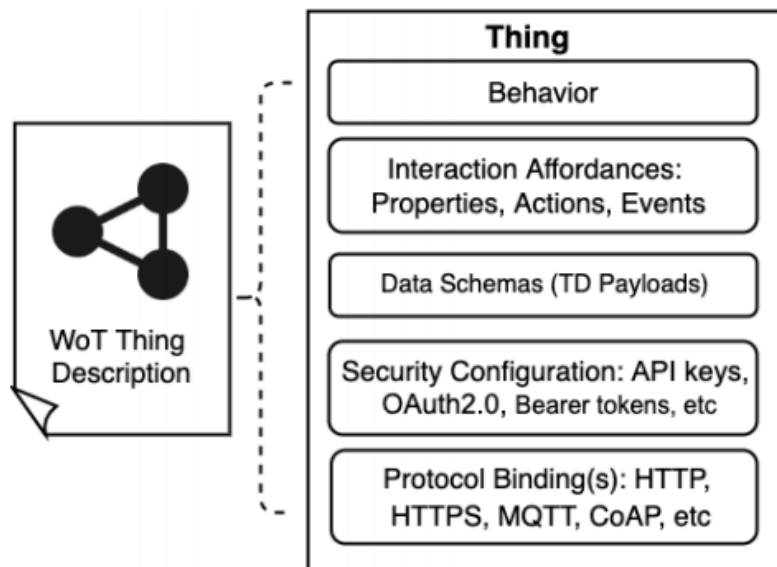 Thing
Behavior
Interaction Affordances:
Properties, Actions, Events
Data Schemas (TD Payloads)
Security Configuration: API keys,
OAuth2.0, Bearer tokens, etc
Protocol Binding(s): HTTP,
HTTPS, MQTT, CoAP, etc
WoT Thing
Description